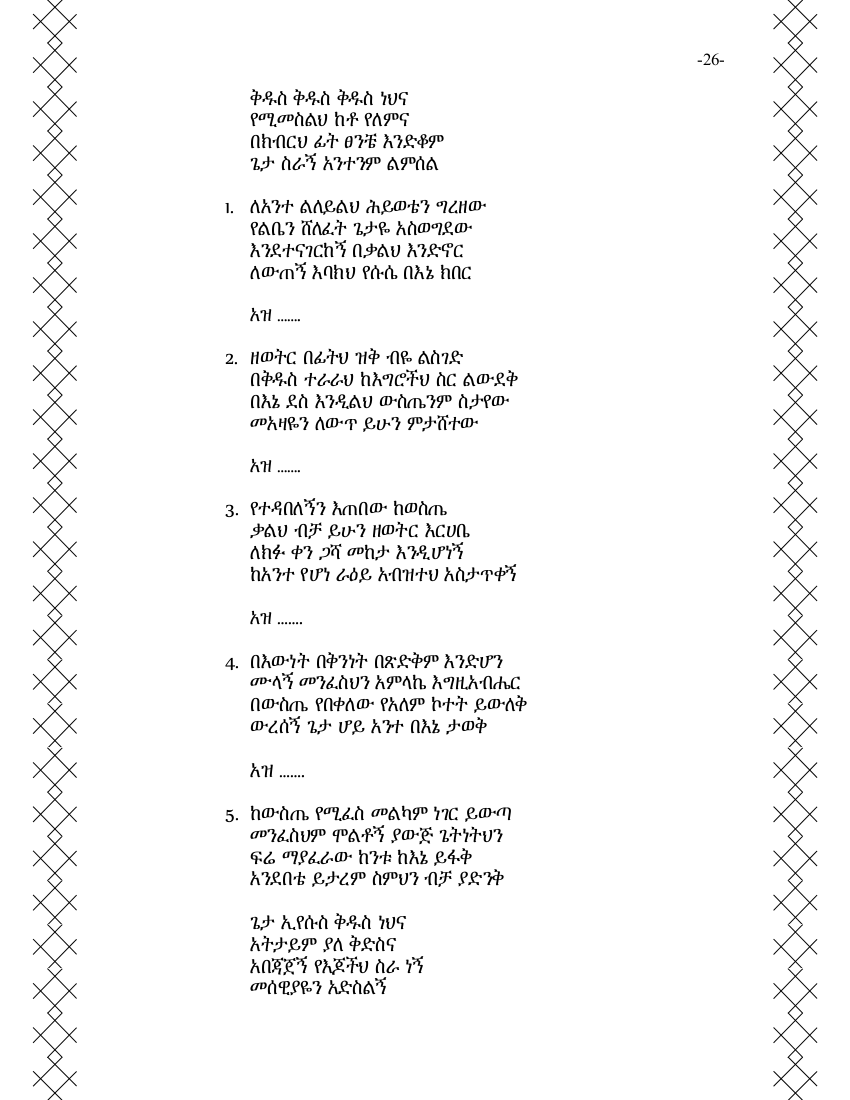 -26-
ቅዱስ ቅዱስ ቅዱስ ነህና
የሚመስልህ ከቶ የለምና
በክብርህ ፊት ፀንቼ እንድቆም
ጌታ ስራኝ አንተንም ልምሰል
1. ለአንተ ልለይልህ ሕይወቴን ግረዘው
የልቤን ሸለፈት ጌታዬ አስወግደው
እንደተናገርከኝ በቃልህ እንድኖር
ለውጠኝ እባክህ የሱሴ በእኔ ክበር
አዝ .......
2. ዘወትር በፊትህ ዝቅ ብዬ ልስገድ
በቅዱስ ተራራህ ከእግሮችህ ስር ልውደቅ
በእኔ ደስ እንዲልህ ውስጤንም ስታየው
መአዛዬን ለውጥ ይሁን ምታሸተው
አዝ .......
3. የተዳበለኝን እጠበው ከወስጤ
ቃልህ ብቻ ይሁን ዘወትር እርሀቤ
ለክፉ ቀን ጋሻ መከታ እንዲሆነኝ
ከአንተ የሆነ ራዕይ አብዝተህ አስታጥቀኝ
አዝ .......
4. በእውነት በቅንነት በጽድቅም እንድሆን
ሙላኝ መንፈስህን አምላኬ እግዚአብሔር
በውስጤ የበቀለው የአለም ኮተት ይውለቅ
ውረሰኝ ጌታ ሆይ አንተ በእኔ ታወቅ
አዝ .......
5. ከውስጤ የሚፈስ መልካም ነገር ይውጣ
መንፈስህም ሞልቶኝ ያውጅ ጌትነትህን
ፍሬ ማያፈራው ከንቱ ከእኔ ይፋቅ
አንደበቴ ይታረም ስምህን ብቻ ያድንቅ
ጌታ ኢየሱስ ቅዱስ ነህና
አትታይም ያለ ቅድስና
አበጃጀኝ የእጆችህ ስራ ነኝ
መሰዊያዬን አድስልኝ